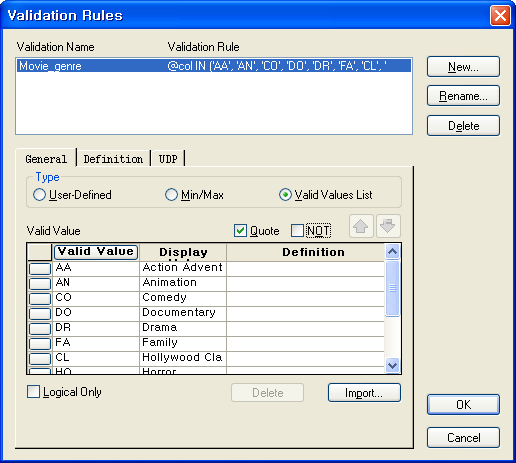 Validation Rules
Validation Name Validation Rule
Movie_genre @col IN ('AA', 'AN', 'CO', 'DO', 'DR', 'FA', 'CL', '
New...
Rename...
Delete
General Definition UDP
Type
User-Defined Min/Max Valid Values List
Valid Value Quote NOT
Valid Value Display Definition
AA Action Advent
AN Animation
CO Comedy
DO Documentary
DR Drama
FA Family
CL Hollywood Cla
HO Horror
Logical Only Delete Import...
OK
Cancel